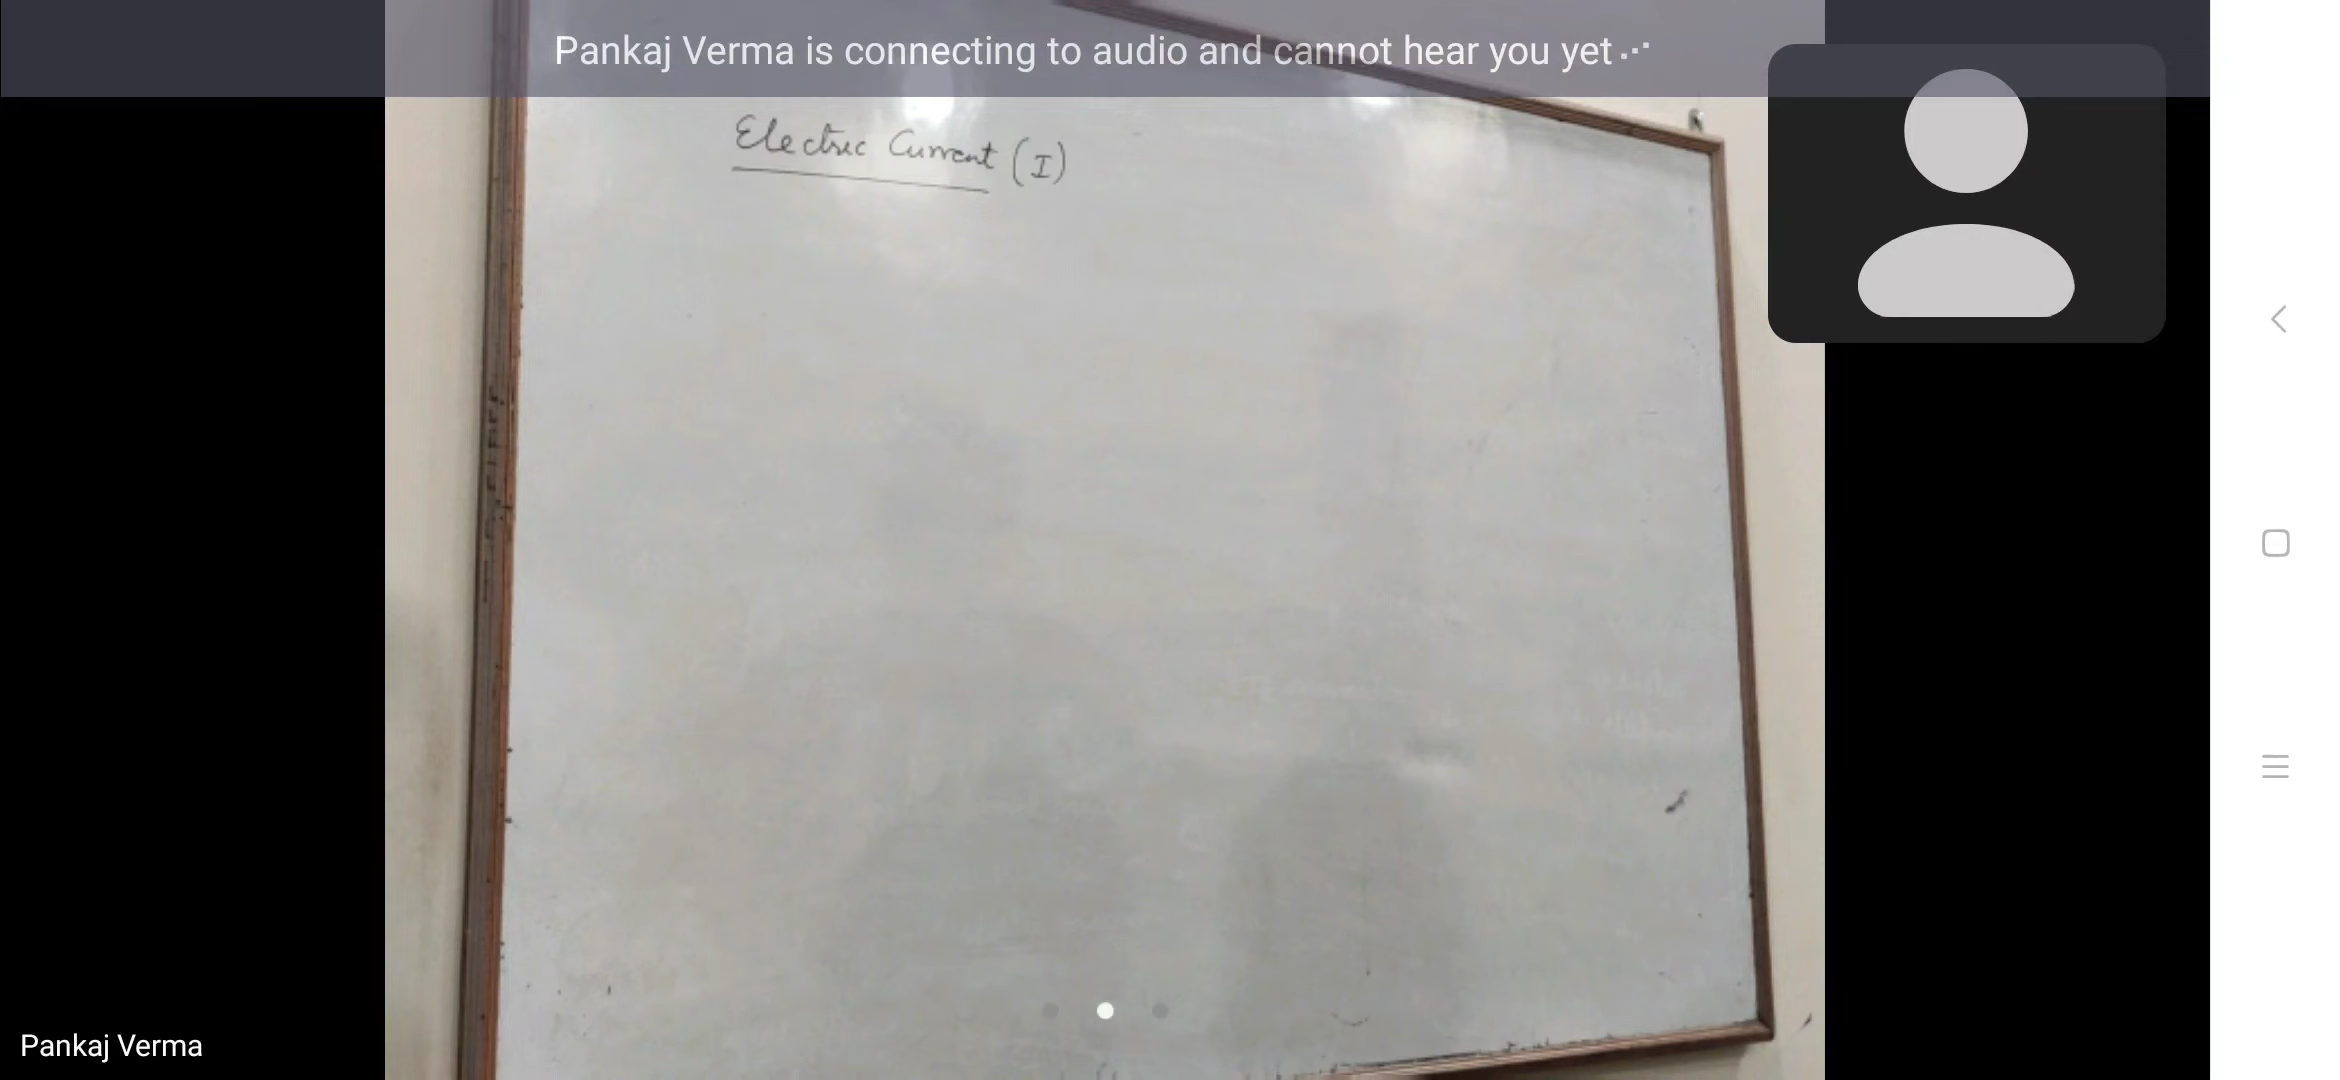 Pankaj Verma is connecting to audio and cannot hear you yet
Electric Current (I)
Pankaj Verma